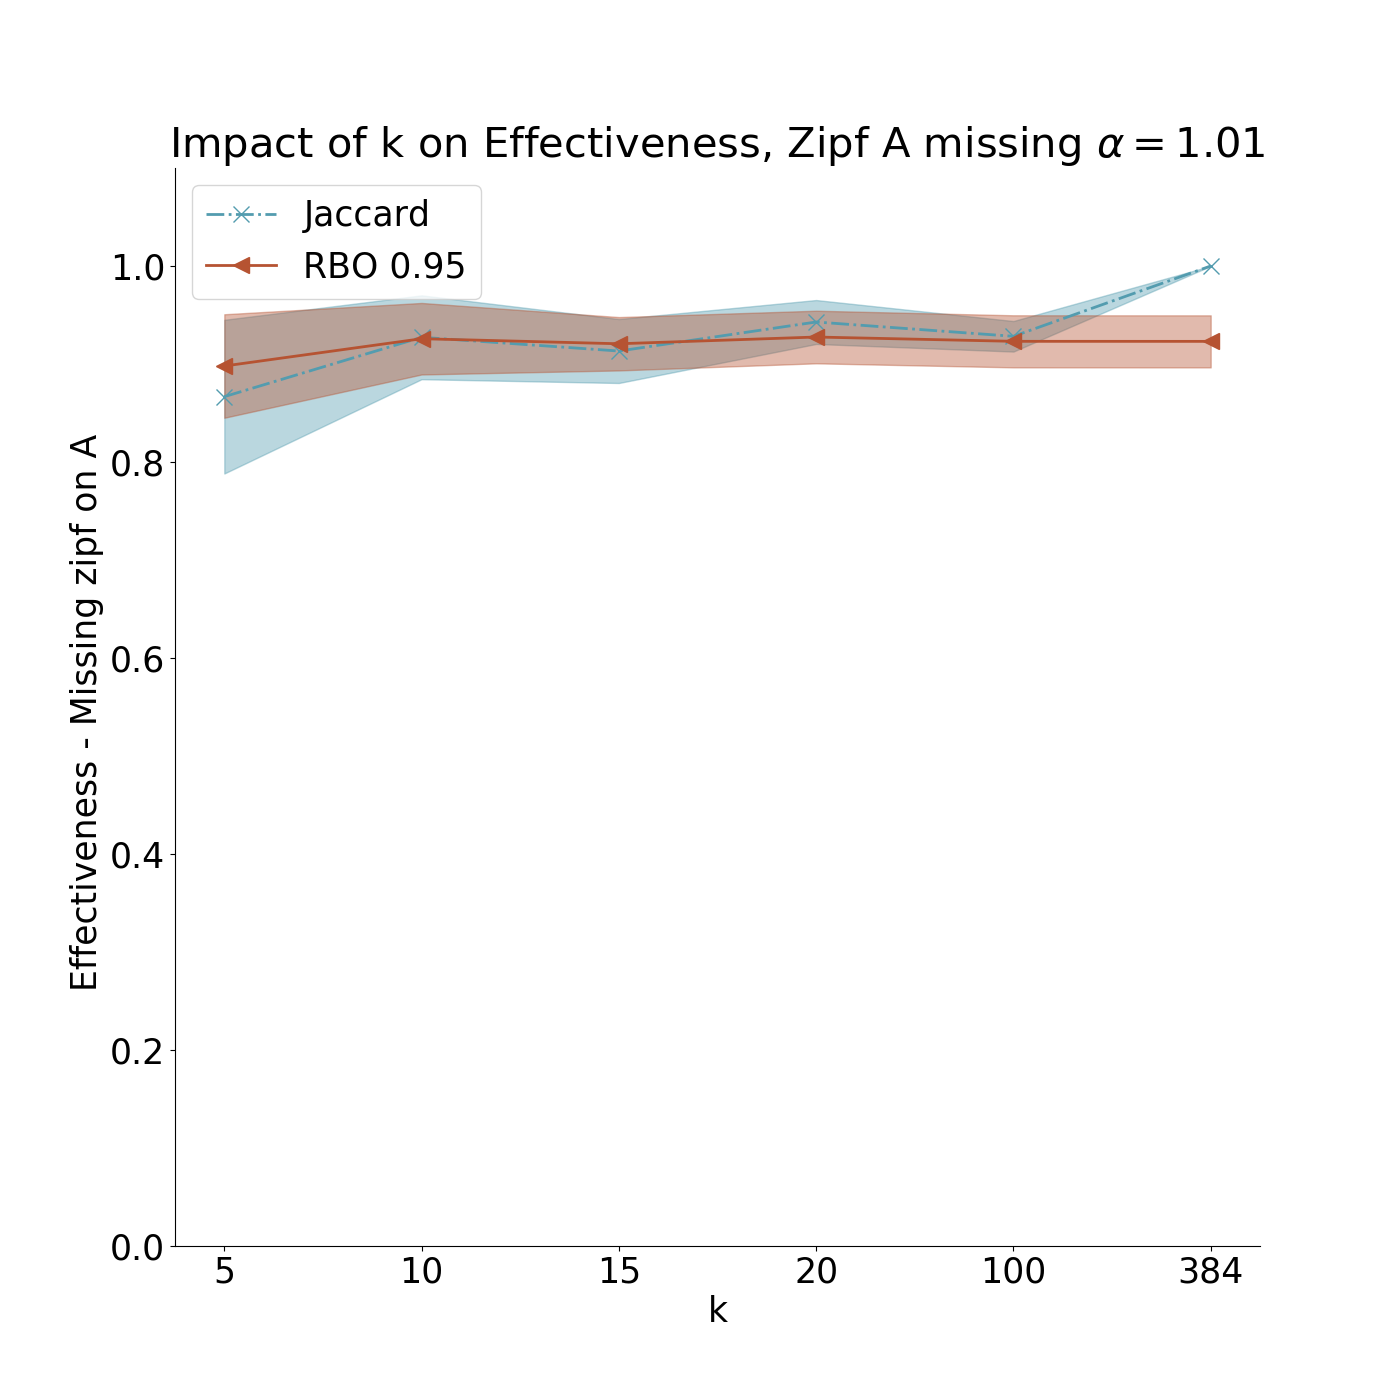 Impact of k on Effectiveness, Zipf A missing α = 1.01
Jaccard
RBO 0.95
Effectiveness - Missing zipf on A
1.0
0.8
0.6
0.4
0.2
0.0
5 10 15 20 100 384
k